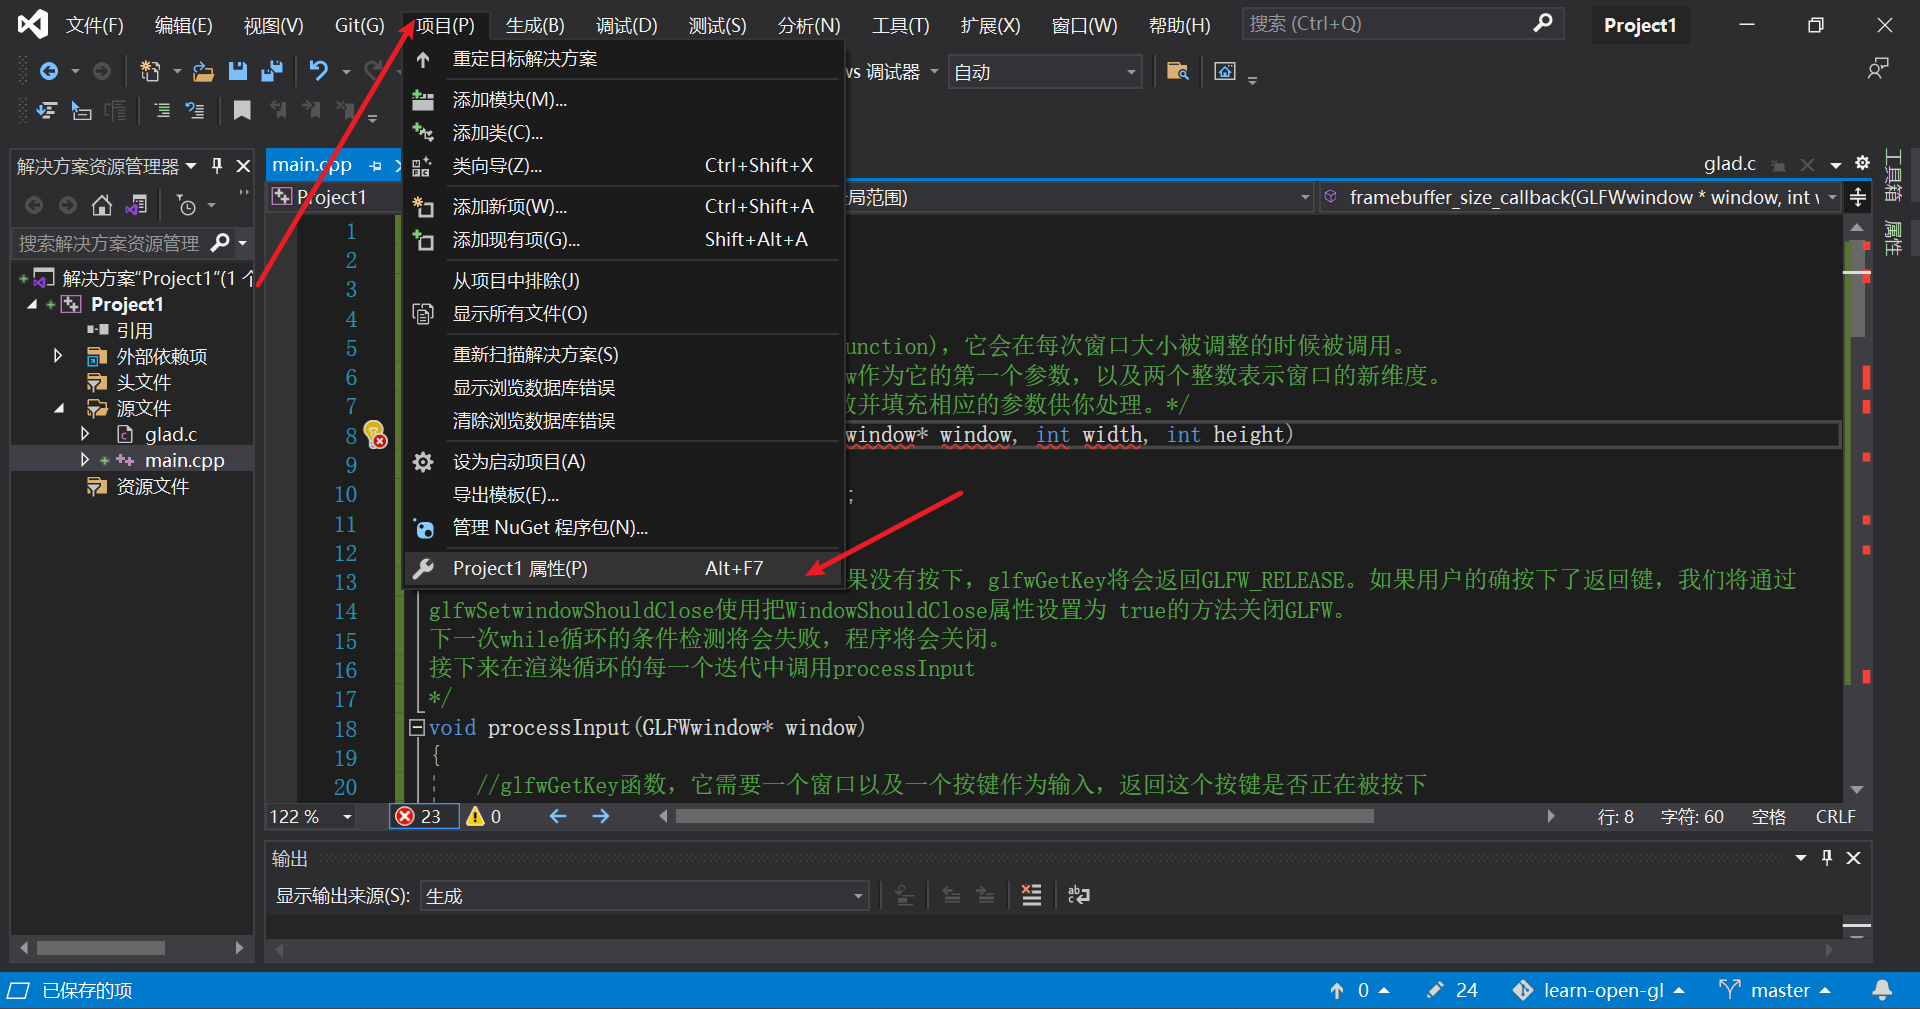 文件(F) 编辑(E) 视图(V) Git(G) 项目(P) 生成(B) 调试(D) 测试(S) 分析(N) 工具(T) 扩展(X) 窗口(W) 帮助(H) 搜索 (Ctrl+Q) Project1
ws 调试器 自动
重定目标解决方案
添加模块(M)...
添加类(C)...
类向导(Z)... Ctrl+Shift+X
添加新项(W)... Ctrl+Shift+A
添加现有项(G)... Shift+Alt+A
从项目中排除(J)
显示所有文件(O)
重新扫描解决方案(S)
显示浏览数据库错误
清除浏览数据库错误
设为启动项目(A)
导出模板(E)...
管理 NuGet 程序包(N)...
Project1 属性(P) Alt+F7
解决方案资源管理器
搜索解决方案资源管理
解决方案"Project1"(1 个
Project1
引用
外部依赖项
头文件
源文件
glad.c
main.cpp
资源文件
main.cpp glad.c
Project1 局范围) framebuffer_size_callback(GLFWwindow * window, int
工具箱
属性
1
2
3
4
5 unction)，它会在每次窗口大小被调整的时候被调用。
6 w作为它的第一个参数，以及两个整数表示窗口的新维度。
7 数并填充相应的参数供你处理。*/
8 window* window, int width, int height)
9
10 ;
11
12
13 果没有按下，glfwGetKey将会返回GLFW_RELEASE。如果用户的确按下了返回键，我们将通过
14 glfwSetwindowShouldClose使用把WindowShouldClose属性设置为 true的方法关闭GLFW。
15 下一次while循环的条件检测将会失败，程序将会关闭。
16 接下来在渲染循环的每一个迭代中调用processInput
17 */
18 void processInput(GLFWwindow* window)
19 {
20 //glfwGetKey函数，它需要一个窗口以及一个按键作为输入，返回这个按键是否正在被按下
122 % 23 0 行: 8 字符: 60 空格 CRLF
输出
显示输出来源(S): 生成
已保存的项 0 24 learn-open-gl master